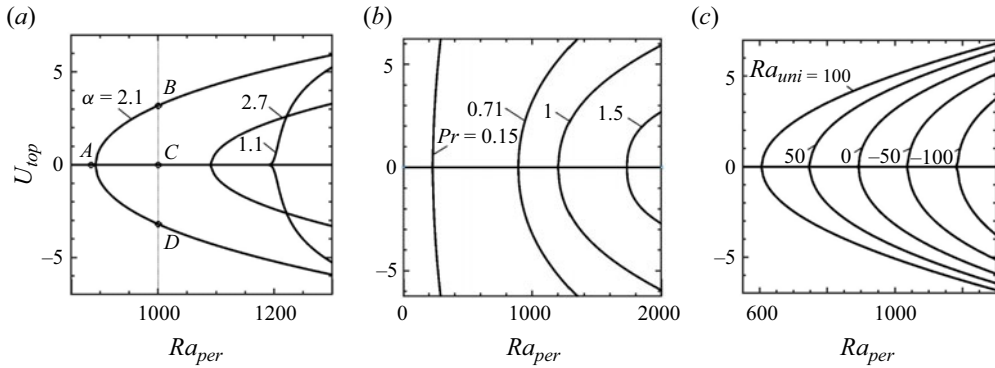 (a)
5
0
−5
U_top
α = 2.1
A
B
C
D
2.7
1.1
1000
1200
Ra_per
(b)
5
0
−5
Pr = 0.15
0.71
1
1.5
0
1000
2000
Ra_per
(c)
5
0
−5
Ra_uni = 100
50
0
−50
−100
600
1000
Ra_per